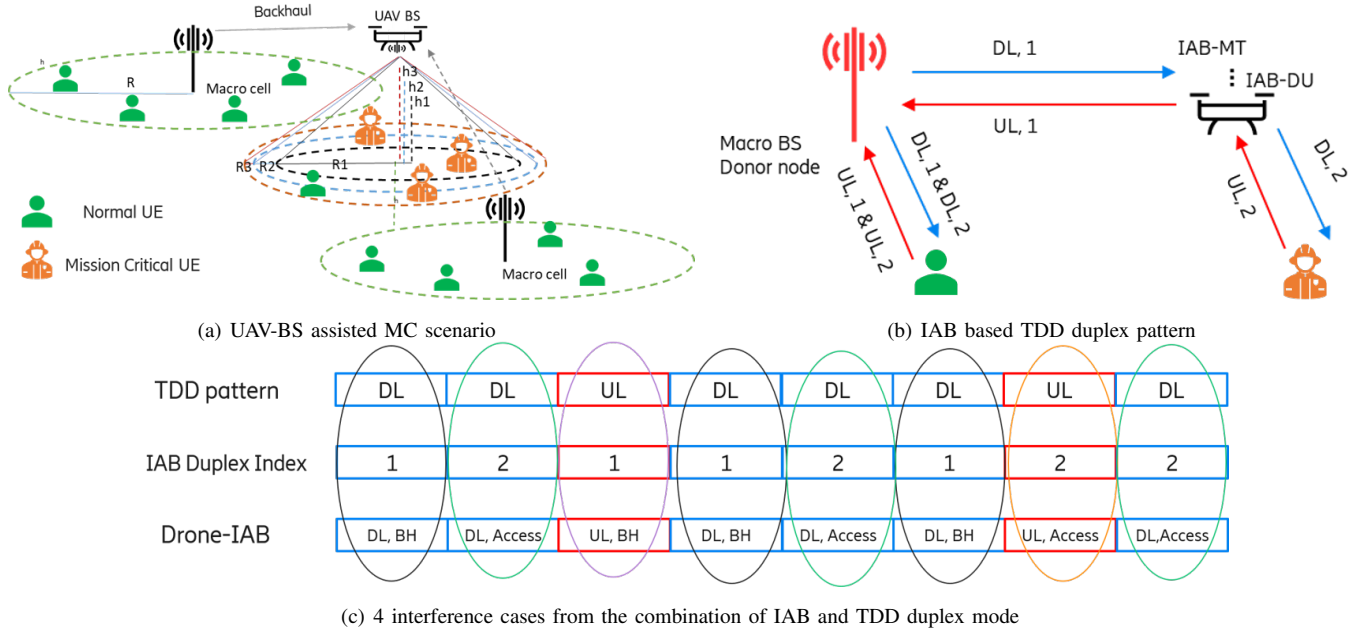 Backhaul
UAV BS
h
R
Macro cell
h3
h2
h1
R3
R2
R1
Normal UE
Mission Critical UE
Macro cell
(a) UAV-BS assisted MC scenario
DL, 1
IAB-MT
IAB-DU
UL, 1
Macro BS
Donor node
DL, 1 & DL, 2
UL, 1 & UL, 2
DL, 2
UL, 2
(b) IAB based TDD duplex pattern
TDD pattern DL DL UL DL DL DL UL DL
IAB Duplex Index 1 2 1 1 2 1 2 2
Drone-IAB DL, BH DL, Access UL, BH DL, BH DL, Access DL, BH UL, Access DL,Access
(c) 4 interference cases from the combination of IAB and TDD duplex mode